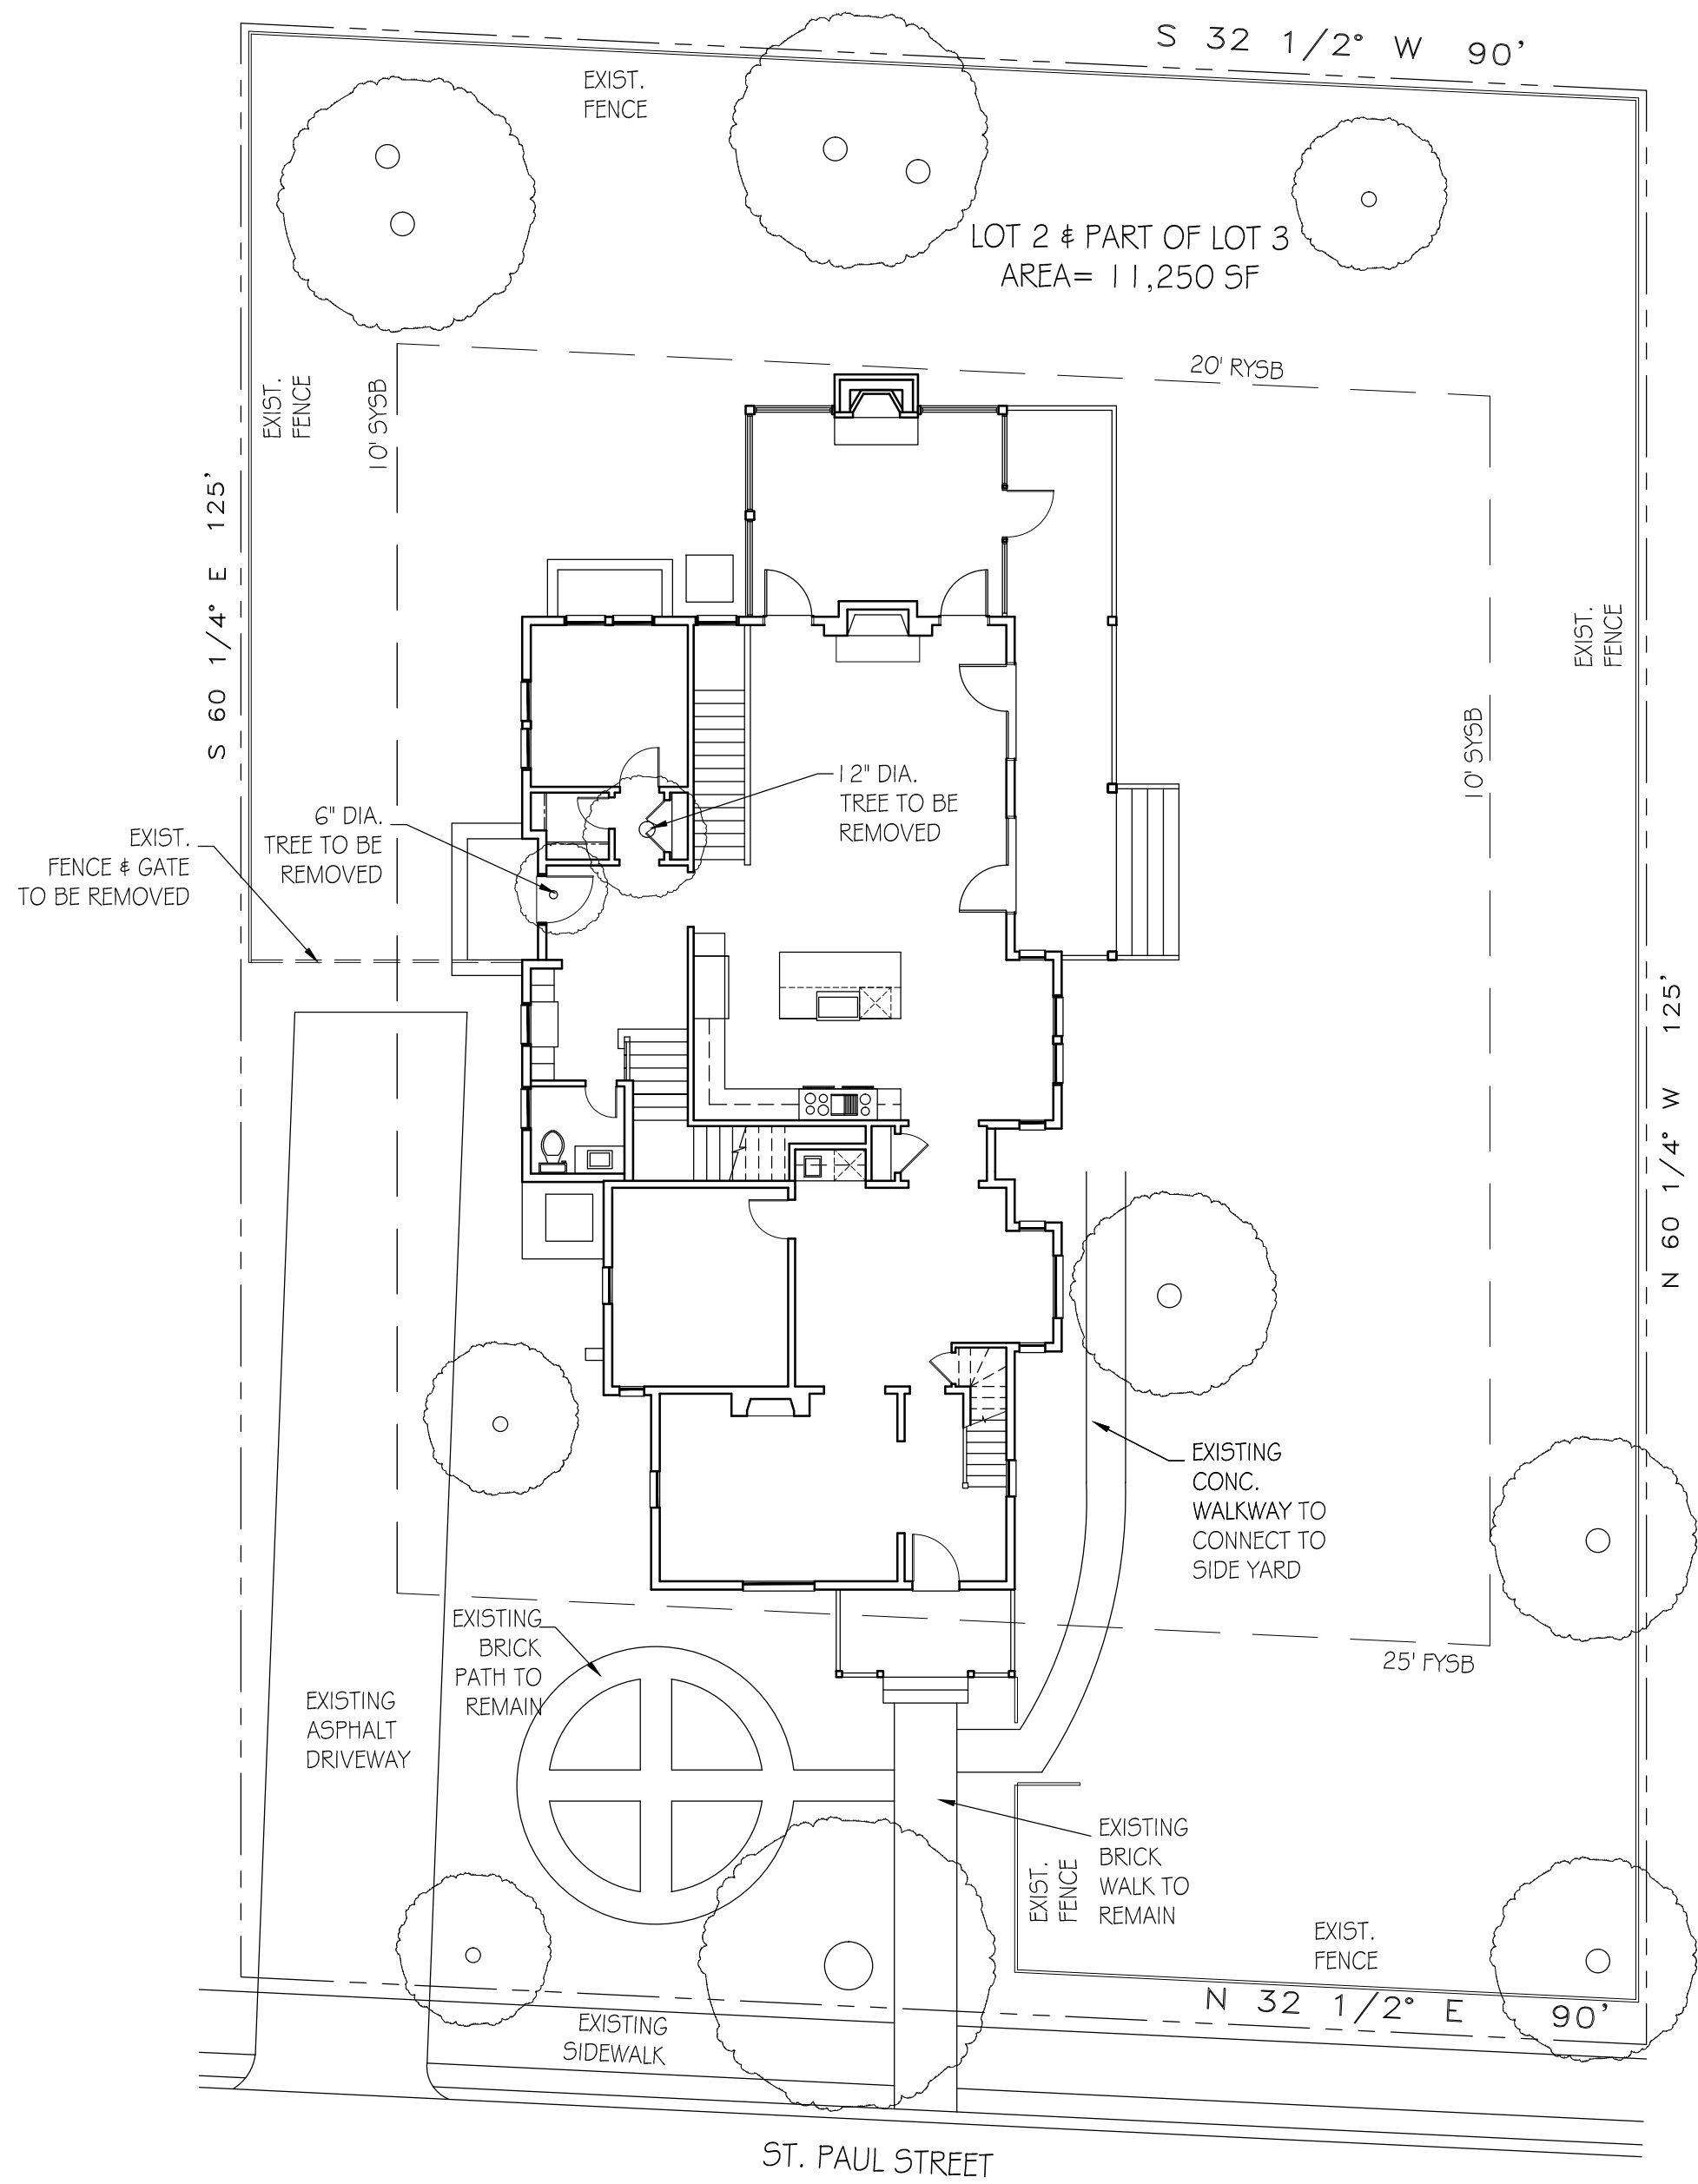 S 32 1/2° W 90'
EXIST.
FENCE
LOT 2 & PART OF LOT 3
AREA= 11,250 SF
20' RYSB
EXIST.
FENCE
10' SYSB
S 60 1/4° E 125'
EXIST.
FENCE
10' SYSB
12" DIA.
TREE TO BE
REMOVED
6" DIA.
TREE TO BE
REMOVED
EXIST.
FENCE & GATE
TO BE REMOVED
N 60 1/4° W 125'
EXISTING
CONC.
WALKWAY TO
CONNECT TO
SIDE YARD
EXISTING
BRICK
PATH TO
REMAIN
25' FYSB
EXISTING
ASPHALT
DRIVEWAY
EXISTING
BRICK
WALK TO
REMAIN
EXIST.
FENCE
EXIST.
FENCE
N 32 1/2° E 90'
EXISTING
SIDEWALK
ST. PAUL STREET